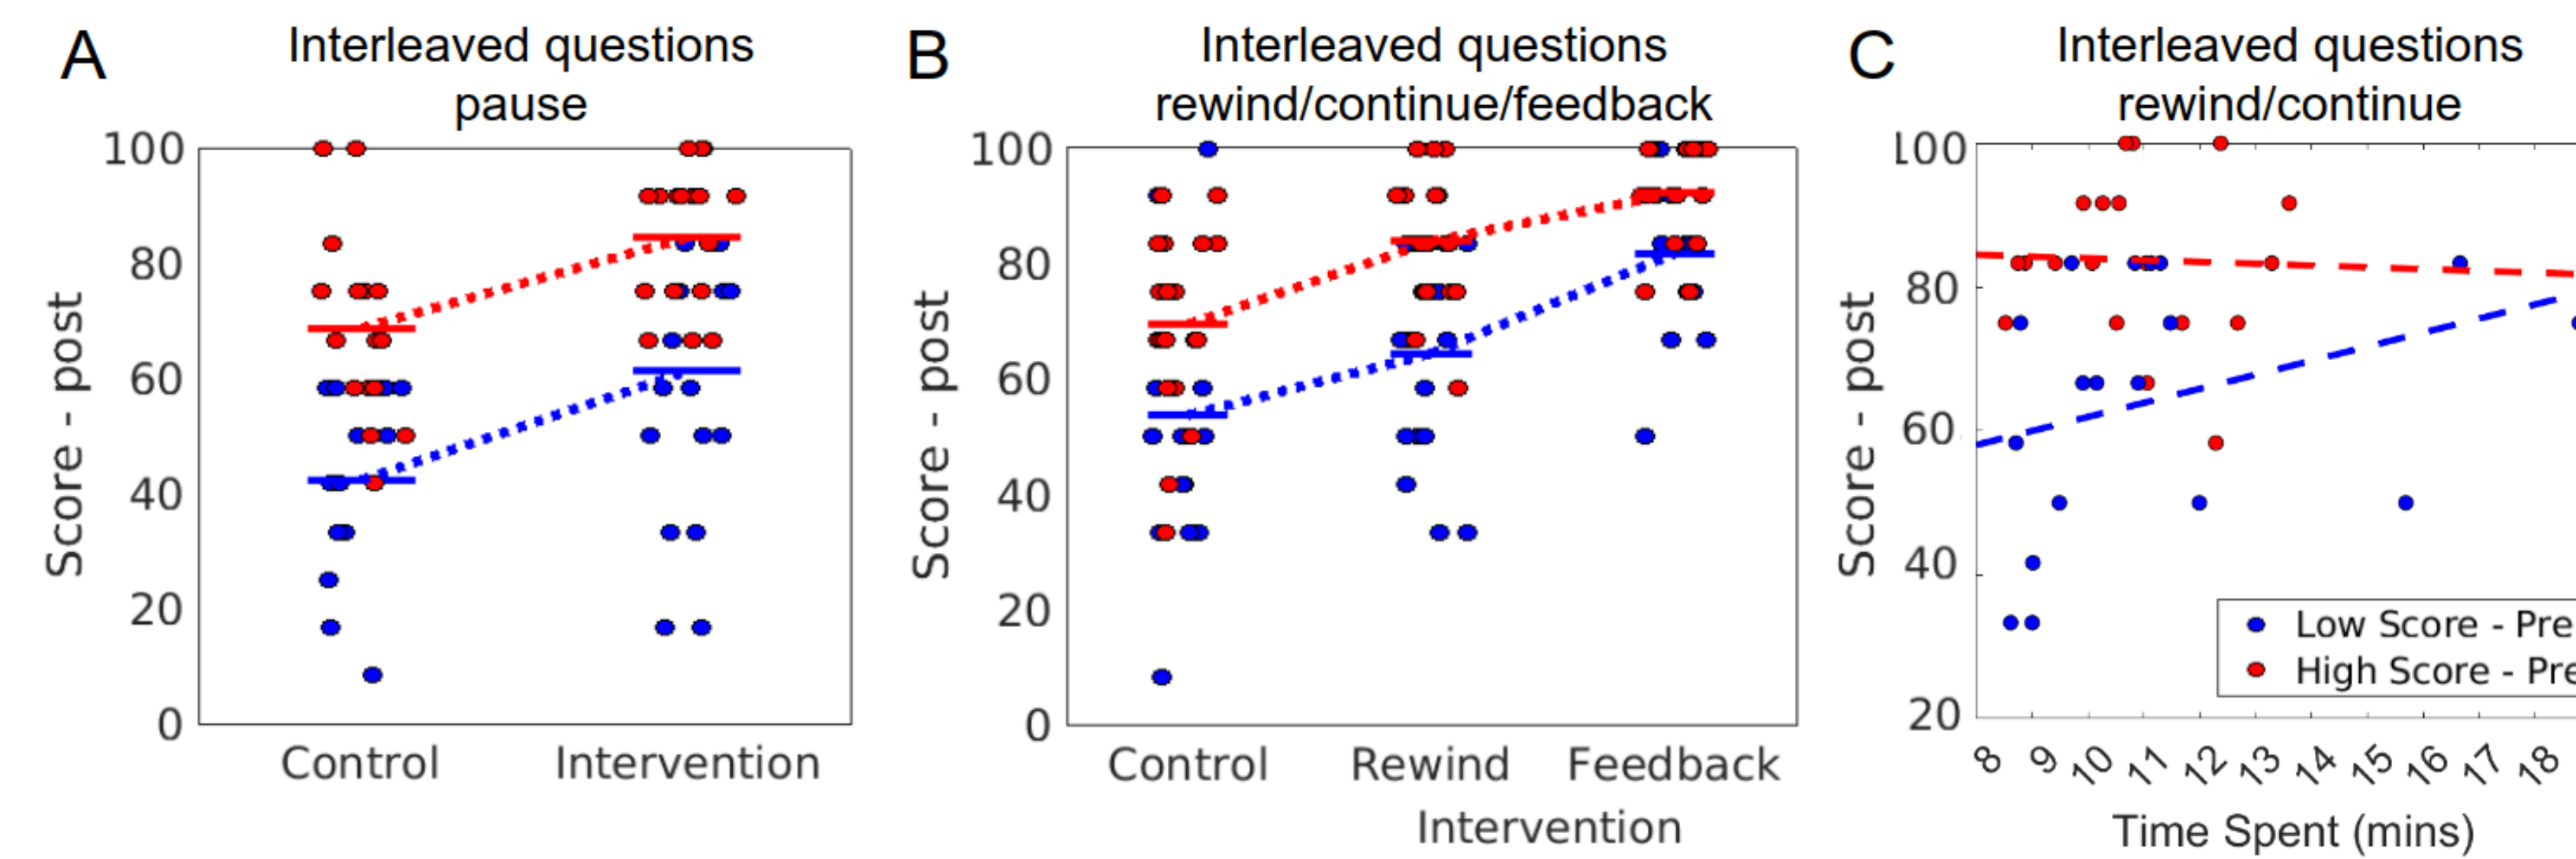 A
Interleaved questions
pause
100
80
60
40
20
0
Score - post
Control
Intervention
B
Interleaved questions
rewind/continue/feedback
100
80
60
40
20
0
Score - post
Control
Rewind
Feedback
Intervention
C
Interleaved questions
rewind/continue
100
80
60
40
20
Score - post
Low Score - Pre
High Score - Pre
8 9 10 11 12 13 14 15 16 17 18
Time Spent (mins)